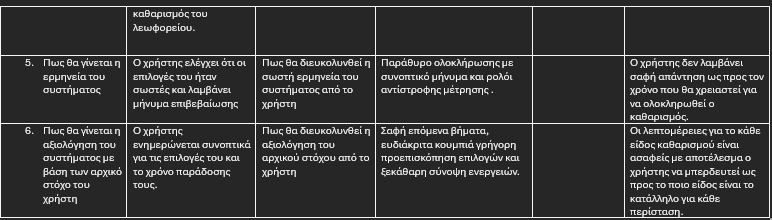 καθαρισμός του
λεωφορείου.
5. Πως θα γίνεται η
ερμηνεία του
συστήματος
Ο χρήστης ελέγχει ότι οι
επιλογές του ήταν
σωστές και λαμβάνει
μήνυμα επιβεβαίωσης
Πως θα διευκολυνθεί η
σωστή ερμηνεία του
συστήματος από το
χρήστη
Παράθυρο ολοκλήρωσης με
συνοπτικό μήνυμα και ρολόι
αντίστροφης μέτρησης .
Ο χρήστης δεν λαμβάνει
σαφή απάντηση ως προς τον
χρόνο που θα χρειαστεί για
να ολοκληρωθεί ο
καθαρισμός.
6. Πως θα γίνεται η
αξιολόγηση του
συστήματος με
βάση των αρχικό
στόχο του
χρήστη
Ο χρήστης
ενημερώνεται συνοπτικά
για τις επιλογές του και
το χρόνο παράδοσης
τους.
Πως θα διευκολυνθεί η
αξιολόγηση του
αρχικού στόχου από το
χρήστη
Σαφή επόμενα βήματα,
ευδιάκριτα κουμπιά γρήγορη
προεπισκόπηση επιλογών και
ξεκάθαρη σύνοψη ενεργειών.
Οι λεπτομέρειες για το κάθε
είδος καθαρισμού είναι
ασαφείς με αποτέλεσμα ο
χρήστης να μπερδευτεί ως
προς το ποιο είδος είναι το
κατάλληλο για κάθε
περίσταση.